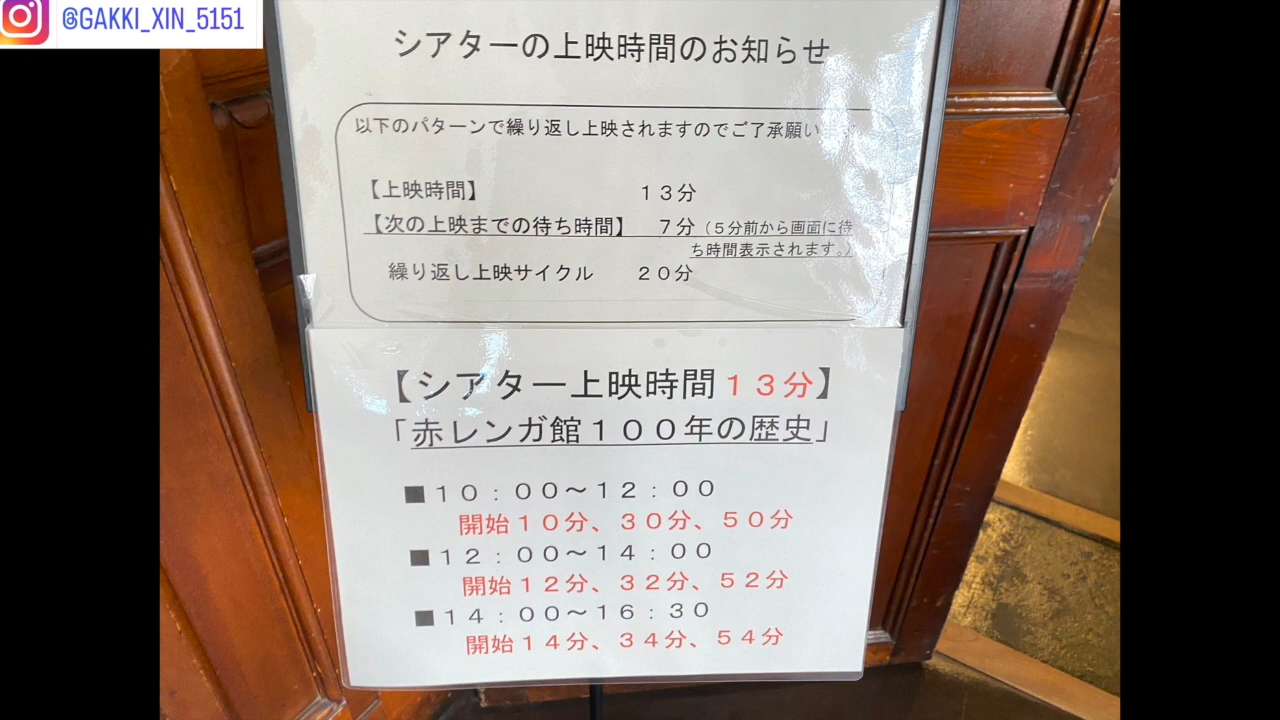 @GAKKI_XIN_5151
シアターの上映時間のお知らせ
以下のパターンで繰り返し上映されますのでご了承願い
【上映時間】 13分
【次の上映までの待ち時間】 7分(5分前から画面に待
ち時間表示されます。)
繰り返し上映サイクル 20分
【シアター上映時間13分】
「赤レンガ館100年の歴史」
■10:00～12:00
開始10分、30分、50分
■12:00～14:00
開始12分、32分、52分
■14:00～16:30
開始14分、34分、54分